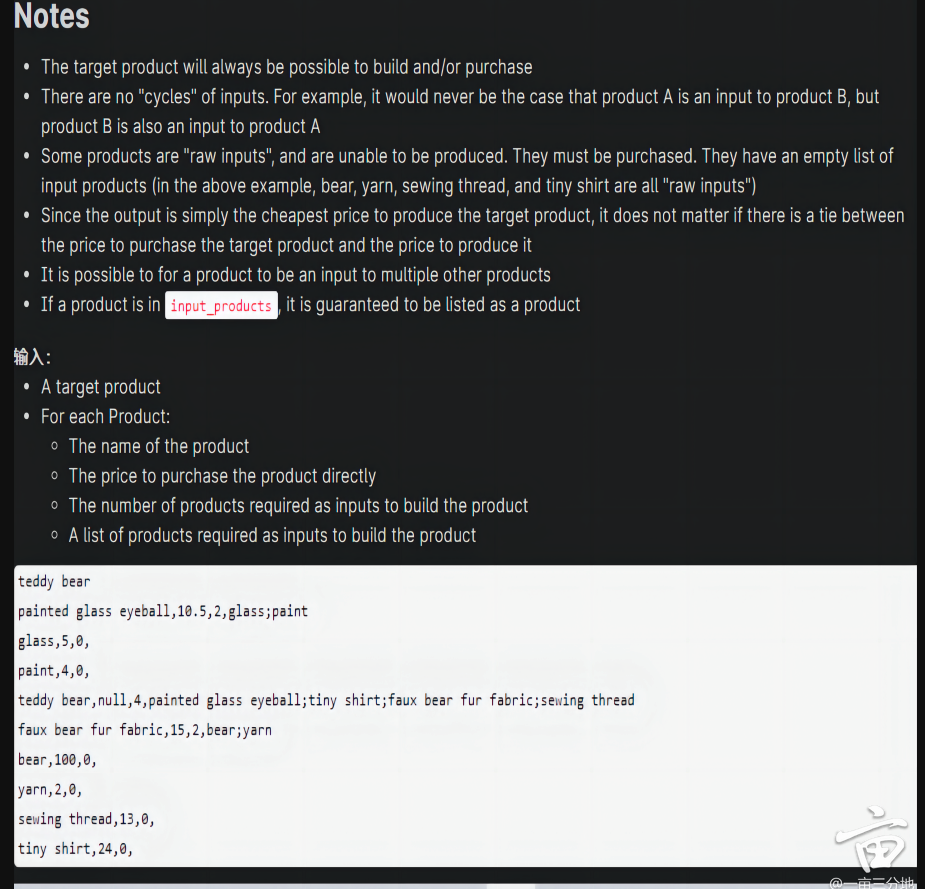 Notes
• The target product will always be possible to build and/or purchase
• There are no "cycles" of inputs. For example, it would never be the case that product A is an input to product B, but
product B is also an input to product A
• Some products are "raw inputs", and are unable to be produced. They must be purchased. They have an empty list of
input products (in the above example, bear, yarn, sewing thread, and tiny shirt are all "raw inputs")
• Since the output is simply the cheapest price to produce the target product, it does not matter if there is a tie between
the price to purchase the target product and the price to produce it
• It is possible to for a product to be an input to multiple other products
• If a product is in input_products, it is guaranteed to be listed as a product
输入:
• A target product
• For each Product:
◦ The name of the product
◦ The price to purchase the product directly
◦ The number of products required as inputs to build the product
◦ A list of products required as inputs to build the product
teddy bear
painted glass eyeball,10.5,2,glass;paint
glass,5,0,
paint,4,0,
teddy bear,null,4,painted glass eyeball;tiny shirt;faux bear fur fabric;sewing thread
faux bear fur fabric,15,2,bear;yarn
bear,100,0,
yarn,2,0,
sewing thread,13,0,
tiny shirt,24,0,
亩
@一亩三分地